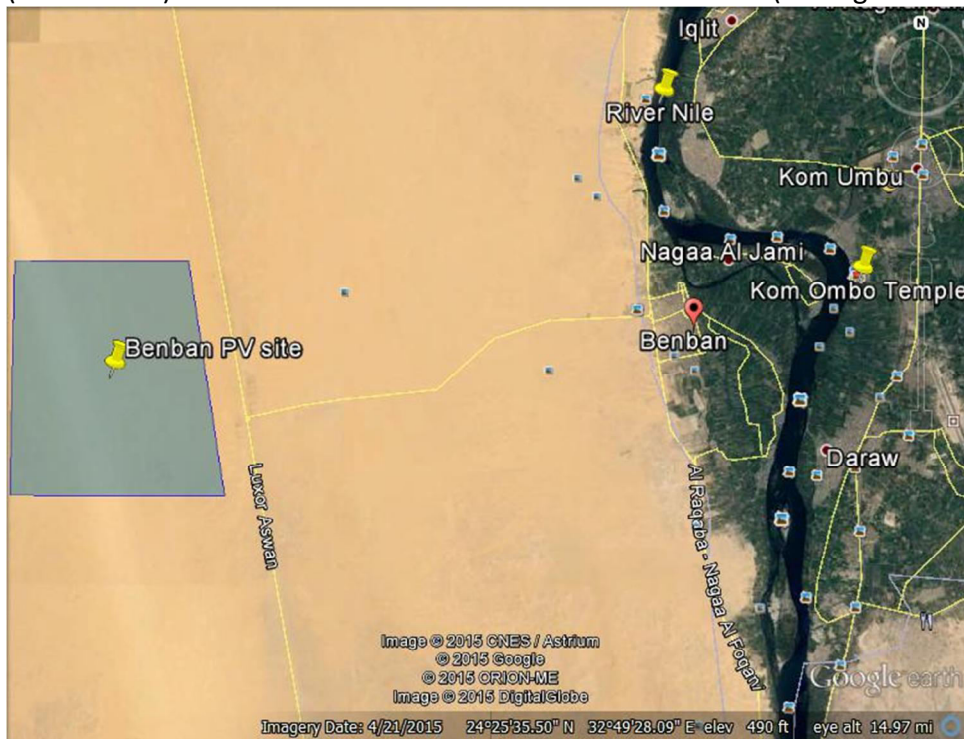 Iqlit
N
River Nile
Kom Umbu
Nagaa Al Jami
Kom Ombo Temple
Benban
Benban PV site
Daraw
Luxor Aswan
Al Raqaba - Nagaa Al Foqani
Image © 2015 CNES / Astrium
© 2015 Google
© 2015 ORION-ME
Image © 2015 DigitalGlobe
Google earth
Imagery Date: 4/21/2015 24°25'35.50" N 32°49'28.09" E elev 490 ft eye alt 14.97 mi